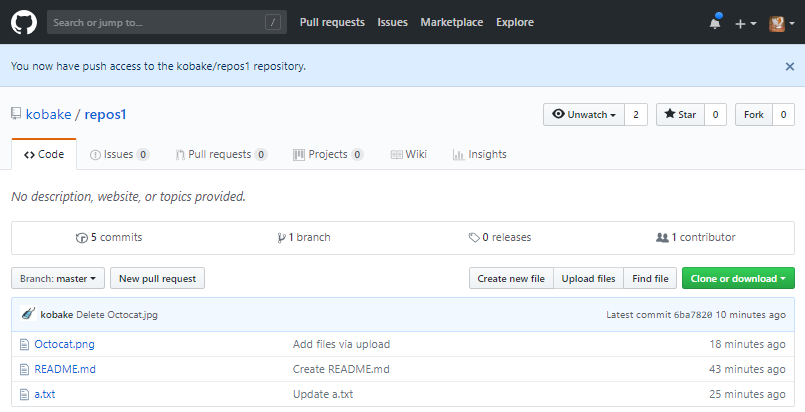 Search or jump to... /
Pull requests Issues Marketplace Explore
You now have push access to the kobake/repos1 repository.
kobake / repos1
Unwatch 2 Star 0 Fork 0
Code Issues 0 Pull requests 0 Projects 0 Wiki Insights
No description, website, or topics provided.
5 commits 1 branch 0 releases 1 contributor
Branch: master New pull request Create new file Upload files Find file Clone or download
kobake Delete Octocat.jpg Latest commit 6ba7820 10 minutes ago
Octocat.png Add files via upload 18 minutes ago
README.md Create README.md 43 minutes ago
a.txt Update a.txt 25 minutes ago